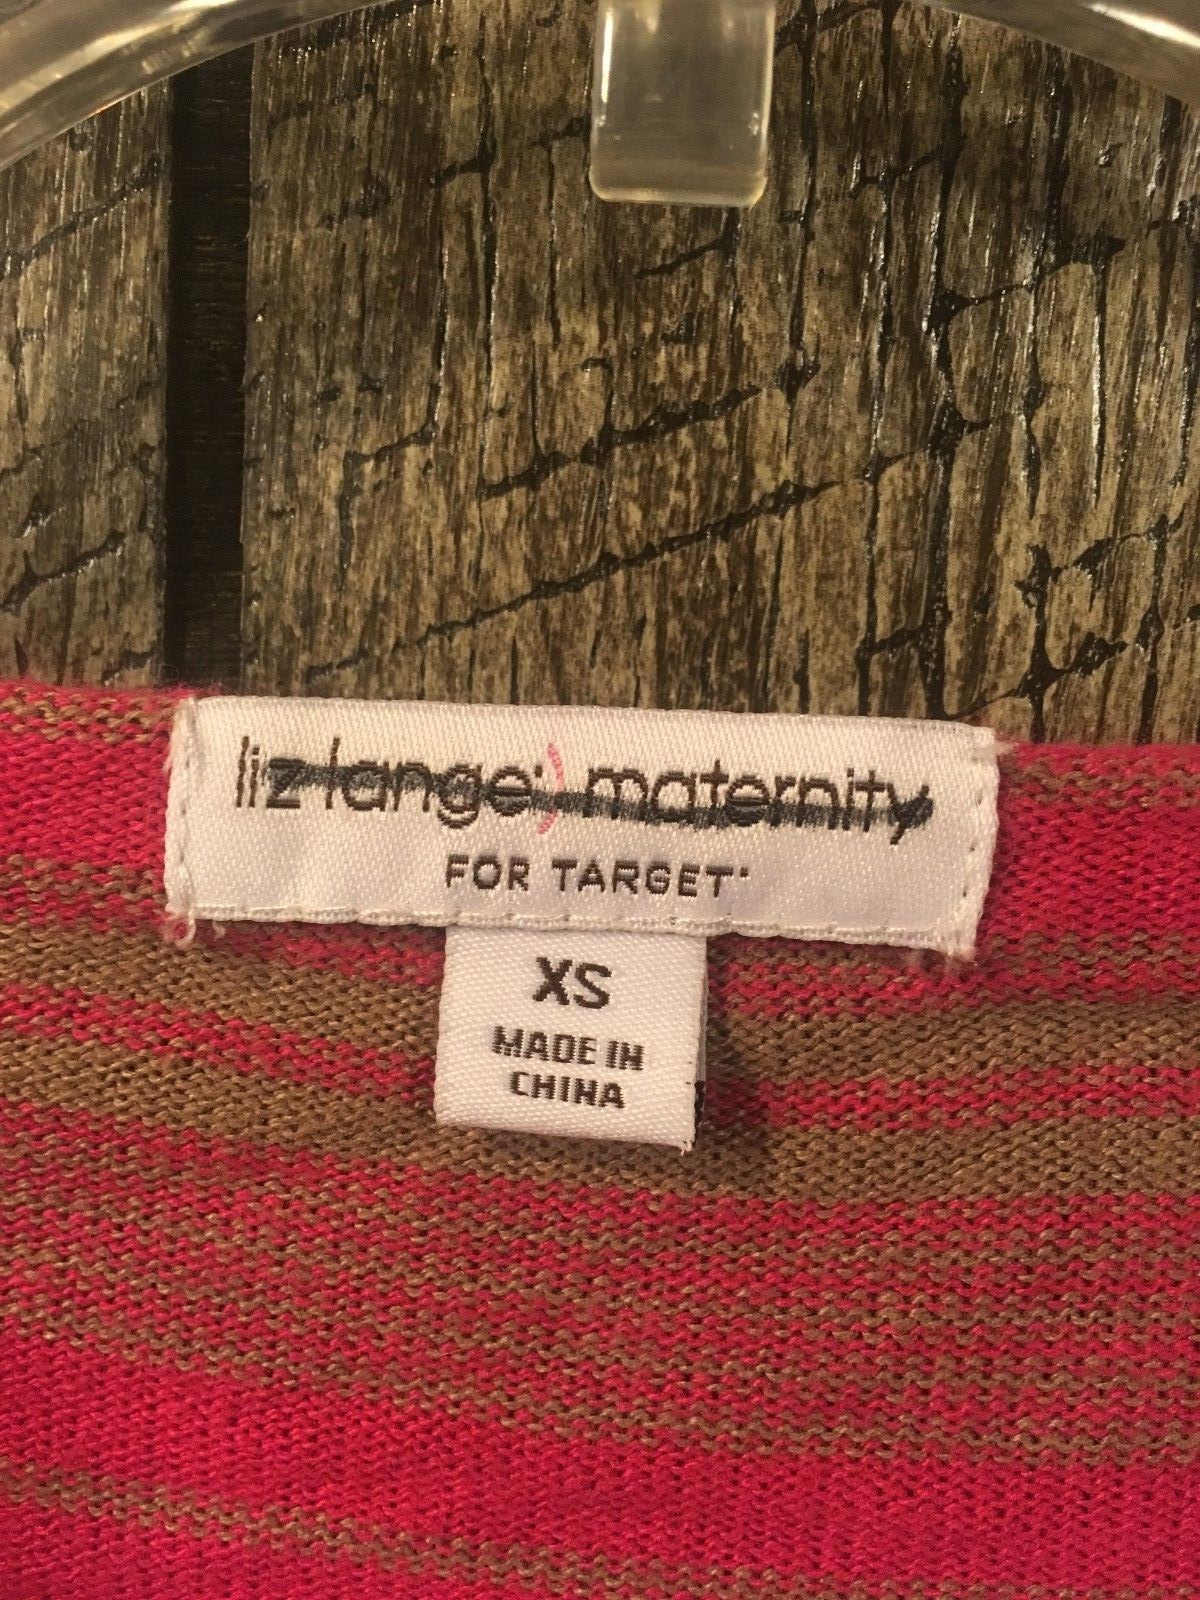 liz lange) maternity
FOR TARGET
XS
MADE IN
CHINA